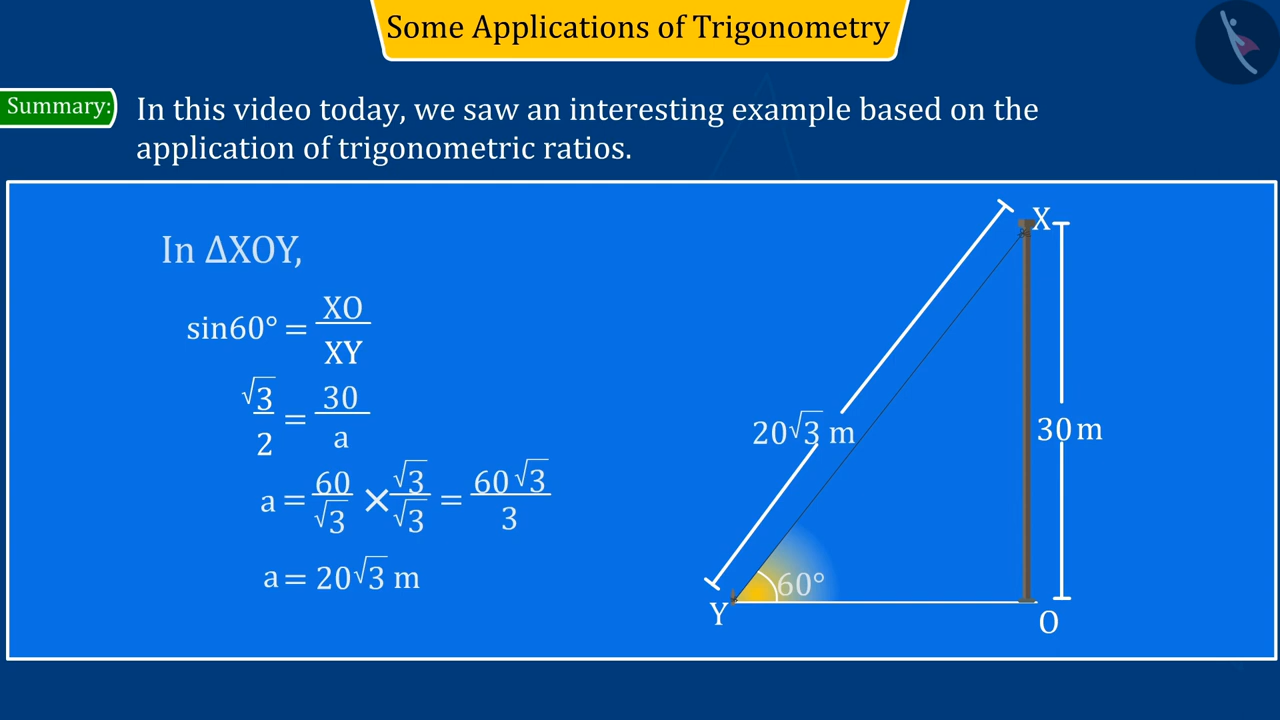 Some Applications of Trigonometry
Summary:
In this video today, we saw an interesting example based on the
application of trigonometric ratios.
In ΔXOY,
sin60° = XO/XY
√3/2 = 30/a
a = 60/√3 × √3/√3 = 60√3/3
a = 20√3 m
X
20√3 m
30 m
60°
Y
O